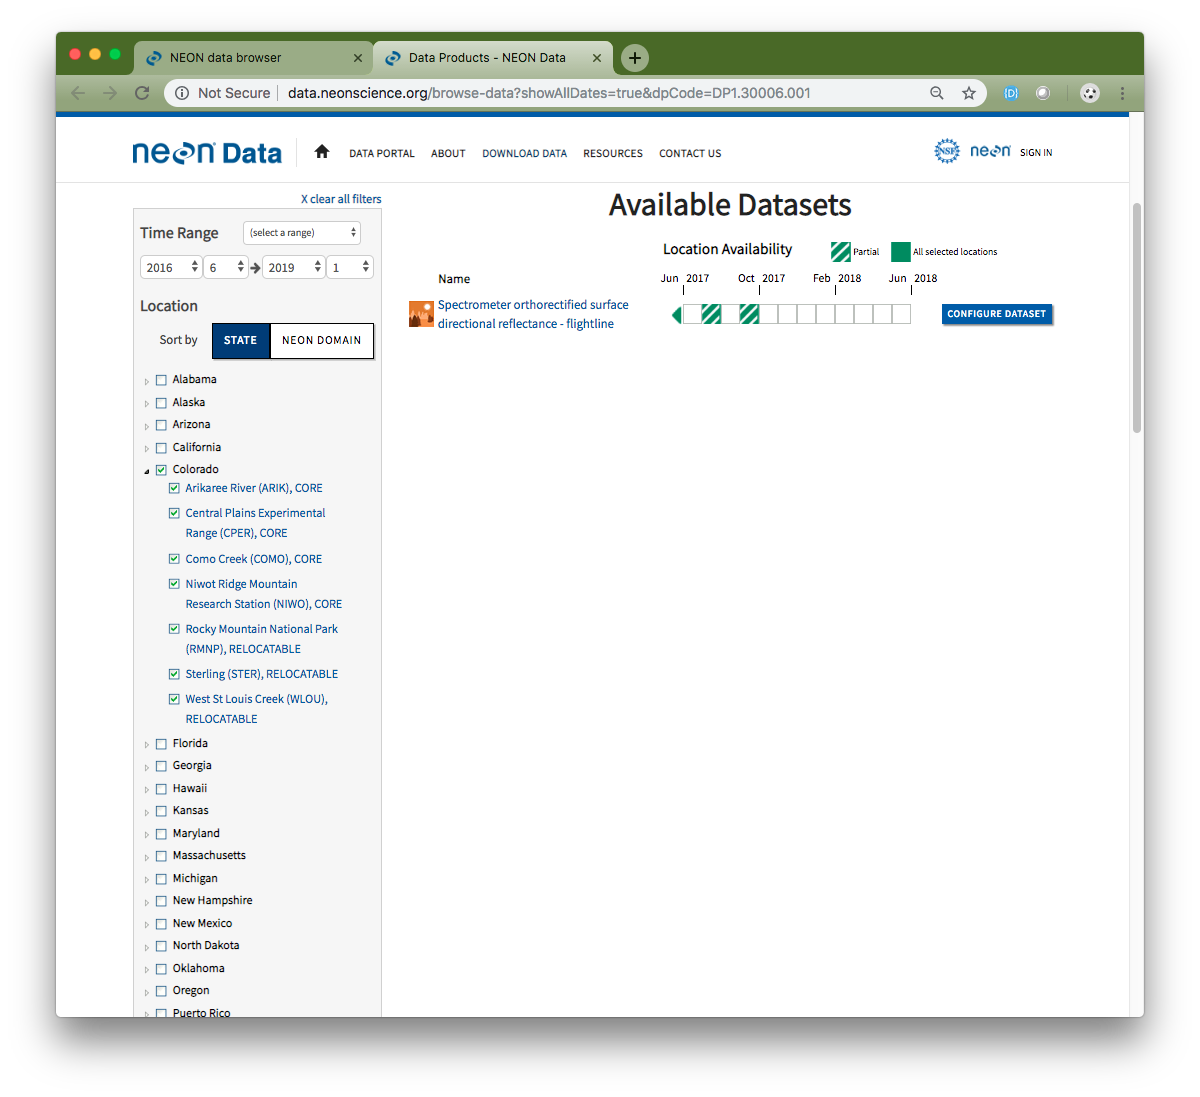 NEON data browser
Data Products - NEON Data
Not Secure
data.neonscience.org/browse-data?showAllDates=true&dpCode=DP1.30006.001
neon Data
DATA PORTAL
ABOUT
DOWNLOAD DATA
RESOURCES
CONTACT US
NSF
neon
SIGN IN
X clear all filters
Time Range
(select a range)
2016
6
2019
1
Location
Sort by
STATE
NEON DOMAIN
Alabama
Alaska
Arizona
California
Colorado
Arikaree River (ARIK), CORE
Central Plains Experimental
Range (CPER), CORE
Como Creek (COMO), CORE
Niwot Ridge Mountain
Research Station (NIWO), CORE
Rocky Mountain National Park
(RMNP), RELOCATABLE
Sterling (STER), RELOCATABLE
West St Louis Creek (WLOU),
RELOCATABLE
Florida
Georgia
Hawaii
Kansas
Maryland
Massachusetts
Michigan
New Hampshire
New Mexico
North Dakota
Oklahoma
Oregon
Puerto Rico
Available Datasets
Location Availability
Partial
All selected locations
Name
Jun 2017
Oct 2017
Feb 2018
Jun 2018
Spectrometer orthorectified surface
directional reflectance - flightline
CONFIGURE DATASET